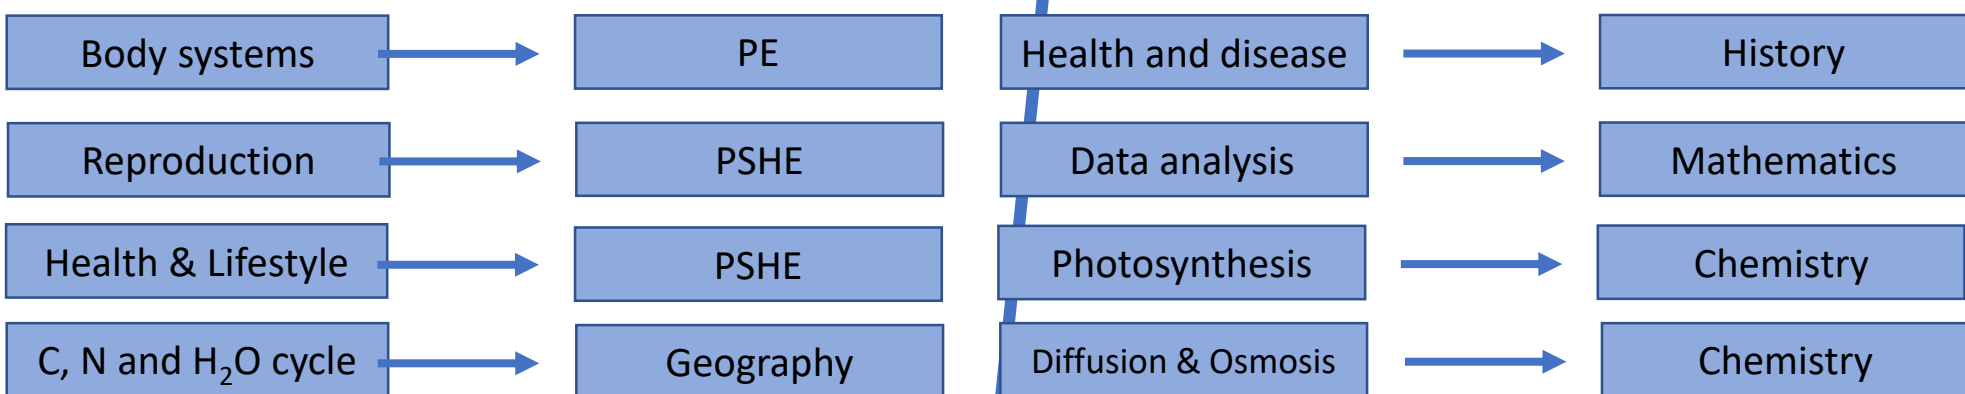 Body systems PE Health and disease History
Reproduction PSHE Data analysis Mathematics
Health & Lifestyle PSHE Photosynthesis Chemistry
C, N and H₂O cycle Geography Diffusion & Osmosis Chemistry